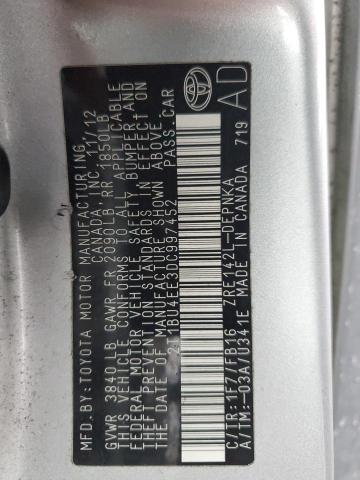 MFD.BY:TOYOTA MOTOR MANUFACTURING,
CANADA, INC. 11/12
GVWR 3840LB GAWR FR 2090LB, RR 1850LB
THIS VEHICLE CONFORMS TO ALL APPLICABLE
FEDERAL MOTOR VEHICLE SAFETY, BUMPER, AND
THEFT PREVENTION STANDARDS IN EFFECT ON
THE DATE OF MANUFACTURE SHOWN ABOVE.
2T1BU4EE3DC997452 PASS.CAR
C/TR:1F7/FB16 ZRE142L-DEPNKA
A/TM:-03A/U341E MADE IN CANADA 719
AD